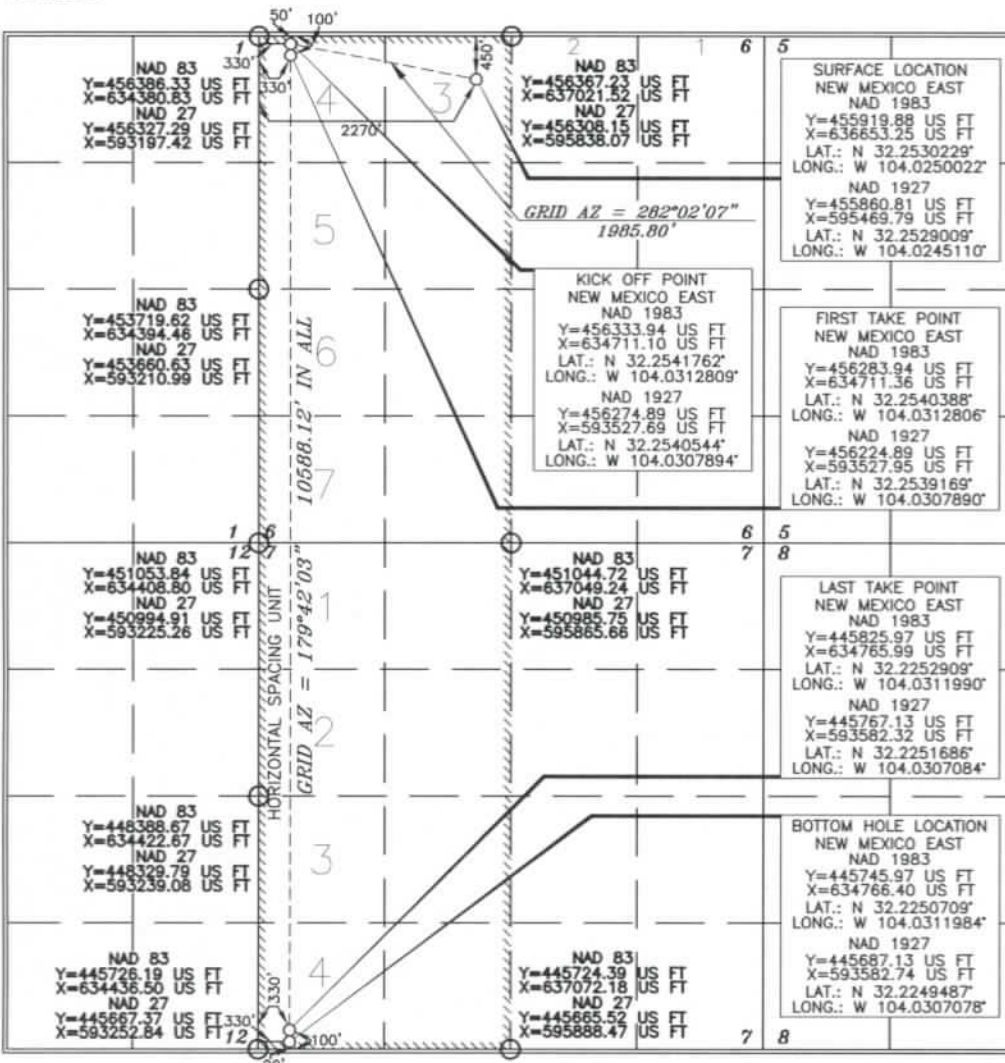 50'
100'
1
330'
330'
450'
2
1
6
5
NAD 83
Y=456386.33 US FT
X=634380.83 US FT
NAD 27
Y=456327.29 US FT
X=593197.42 US FT
4
3
2270'
NAD 83
Y=456367.23 US FT
X=637021.52 US FT
NAD 27
Y=456308.15 US FT
X=595838.07 US FT
SURFACE LOCATION
NEW MEXICO EAST
NAD 1983
Y=455919.88 US FT
X=636653.25 US FT
LAT.: N 32.2530229°
LONG.: W 104.0250022°
NAD 1927
Y=455860.81 US FT
X=595469.79 US FT
LAT.: N 32.2529009°
LONG.: W 104.0245110°
GRID AZ = 282°02'07"
1985.80'
5
KICK OFF POINT
NEW MEXICO EAST
NAD 1983
Y=456333.94 US FT
X=634711.10 US FT
LAT.: N 32.2541762°
LONG.: W 104.0312809°
NAD 1927
Y=456274.89 US FT
X=593527.69 US FT
LAT.: N 32.2540544°
LONG.: W 104.0307894°
NAD 83
Y=453719.62 US FT
X=634394.46 US FT
NAD 27
Y=453660.63 US FT
X=593210.99 US FT
6
10588.12' IN ALL
FIRST TAKE POINT
NEW MEXICO EAST
NAD 1983
Y=456283.94 US FT
X=634711.36 US FT
LAT.: N 32.2540388°
LONG.: W 104.0312806°
NAD 1927
Y=456224.89 US FT
X=593527.95 US FT
LAT.: N 32.2539169°
LONG.: W 104.0307890°
7
1 6
12 7
6 5
7 8
NAD 83
Y=451053.84 US FT
X=634408.80 US FT
NAD 27
Y=450994.91 US FT
X=593225.26 US FT
1
NAD 83
Y=451044.72 US FT
X=637049.24 US FT
NAD 27
Y=450985.75 US FT
X=595865.66 US FT
HORIZONTAL SPACING UNIT
GRID AZ = 179°42'03"
2
LAST TAKE POINT
NEW MEXICO EAST
NAD 1983
Y=445825.97 US FT
X=634765.99 US FT
LAT.: N 32.2252909°
LONG.: W 104.0311990°
NAD 1927
Y=445767.13 US FT
X=593582.32 US FT
LAT.: N 32.2251686°
LONG.: W 104.0307084°
NAD 83
Y=448388.67 US FT
X=634422.67 US FT
NAD 27
Y=448329.79 US FT
X=593239.08 US FT
3
BOTTOM HOLE LOCATION
NEW MEXICO EAST
NAD 1983
Y=445745.97 US FT
X=634766.40 US FT
LAT.: N 32.2250709°
LONG.: W 104.0311984°
NAD 1927
Y=445687.13 US FT
X=593582.74 US FT
LAT.: N 32.2249487°
LONG.: W 104.0307078°
NAD 83
Y=445726.19 US FT
X=634436.50 US FT
NAD 27
Y=445667.37 US FT
X=593252.84 US FT
4
330'
330'
100'
12
NAD 83
Y=445724.39 US FT
X=637072.18 US FT
NAD 27
Y=445665.52 US FT
X=595888.47 US FT
7
8